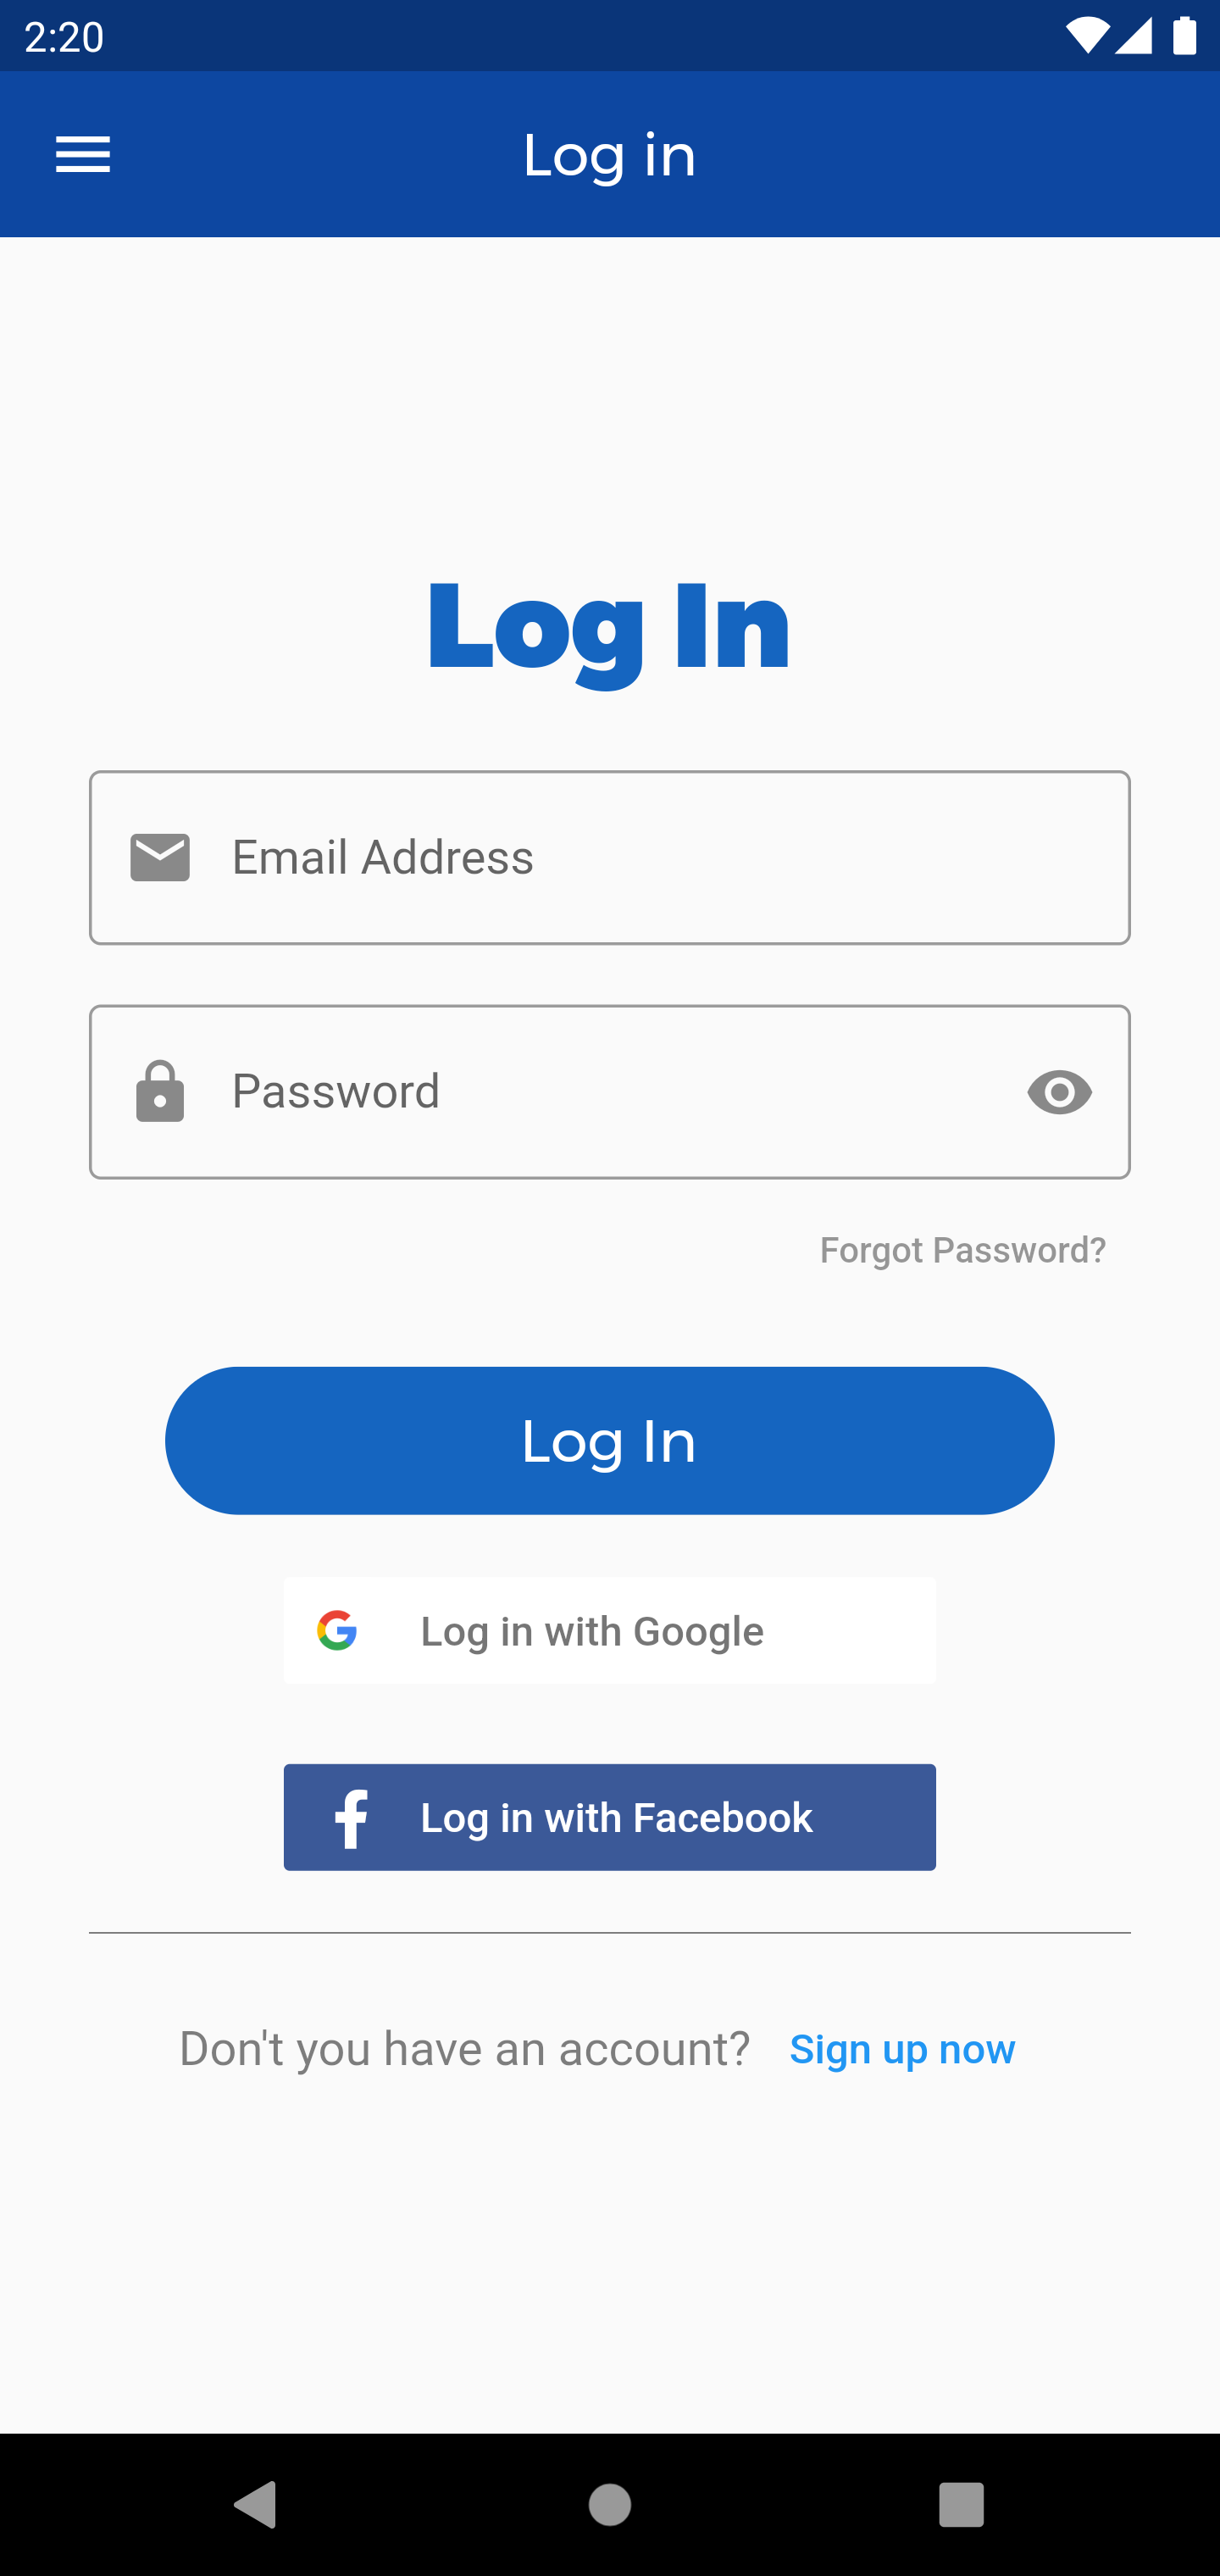 2:20
Log in
Log In
Email Address
Password
Forgot Password?
Log In
Log in with Google
Log in with Facebook
Don't you have an account? Sign up now